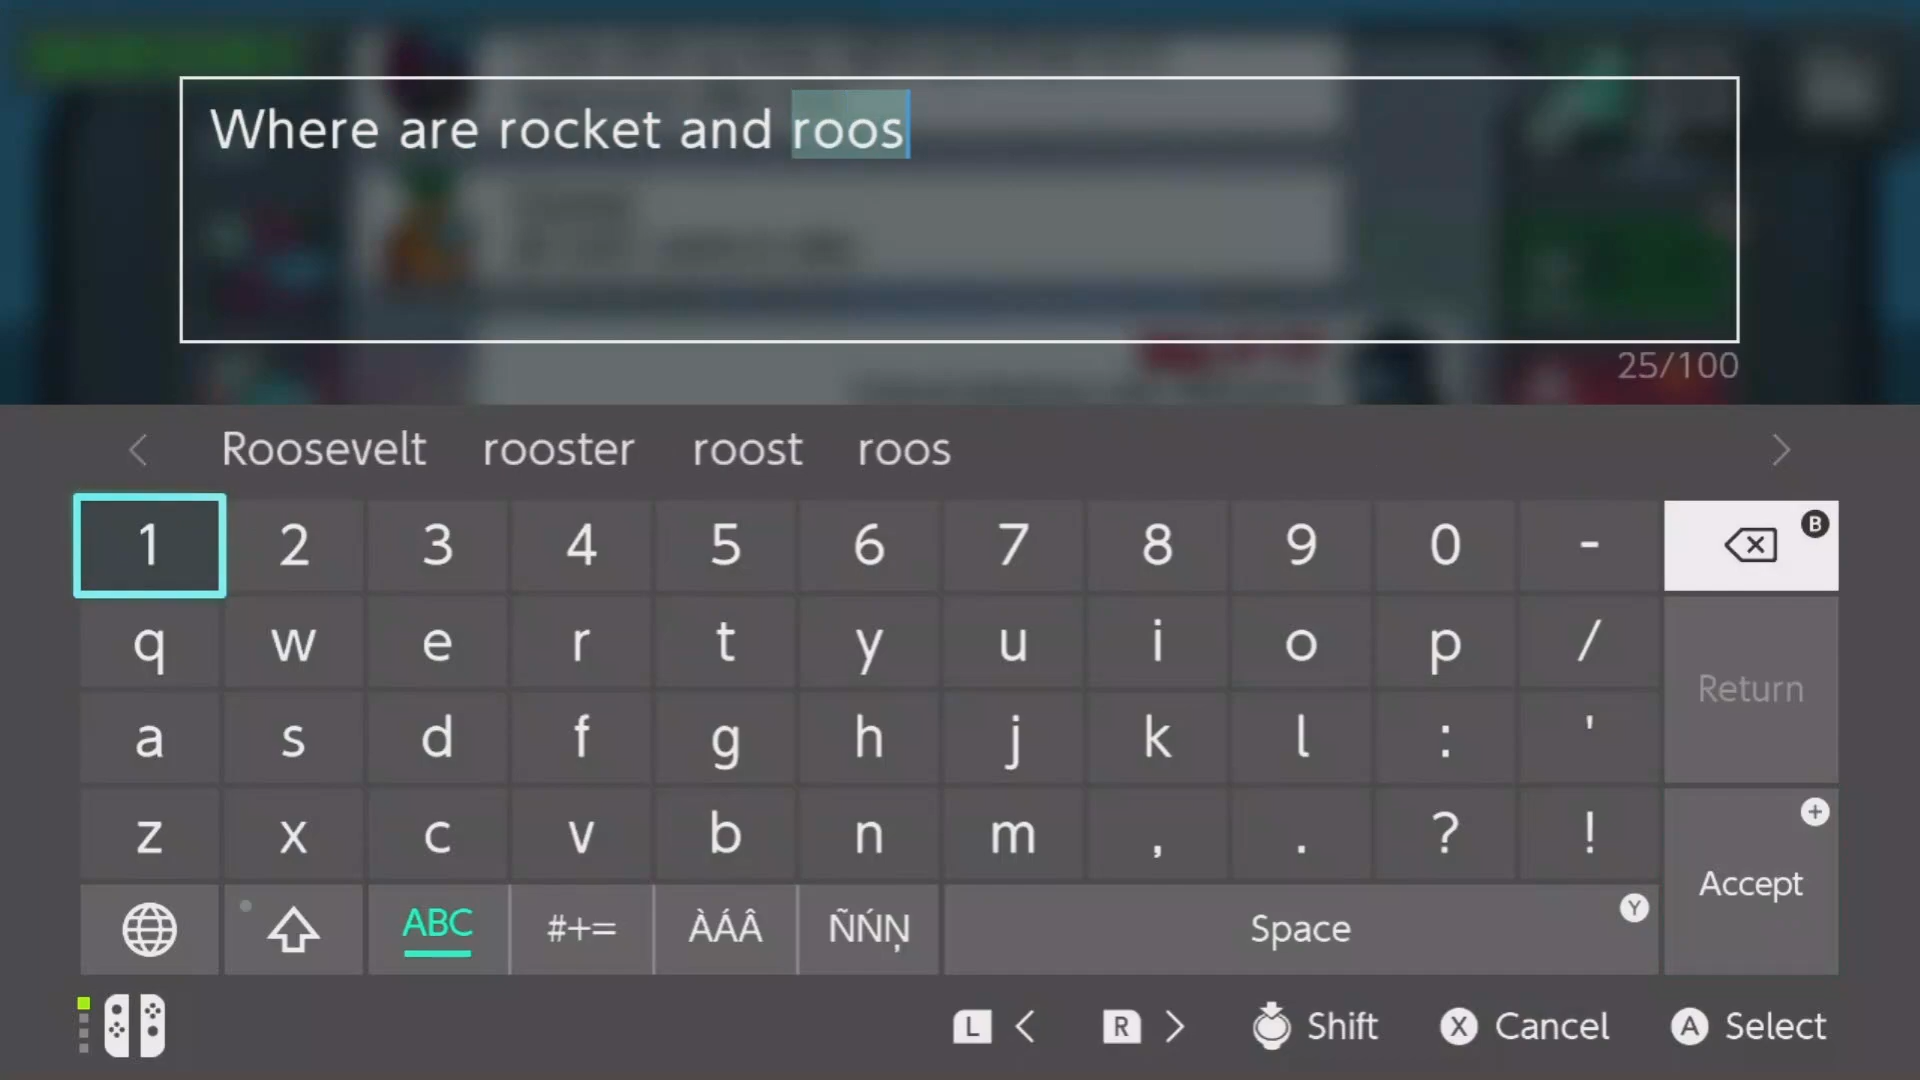 Where are rocket and roos
25/100
< Roosevelt rooster roost roos >
1 2 3 4 5 6 7 8 9 0 - B
q w e r t y u i o p /
Return
a s d f g h j k l : '
z x c v b n m , . ? ! +
Accept
ABC #+= ÀÁÂ ÑŃŅ Space Y
L < R > Shift X Cancel A Select